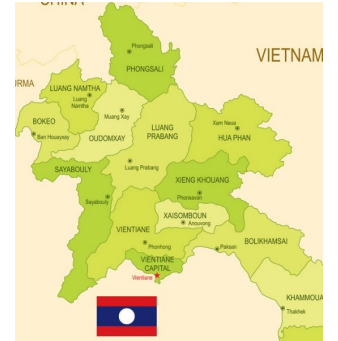 CHINA
VIETNAM
Phongsali
PHONGSALI
RMA
LUANG NAMTHA
Luang
Namtha
Muang Xay
BOKEO
Ban Houayxay
OUDOMXAY
LUANG
PRABANG
Xam Neua
HUA PHAN
Luang Prabang
SAYABOULY
XIENG KHOUANG
Phonsavan
Sayabouly
XAISOMBOUN
Anouvong
VIENTIANE
Phonhong
Paksan
BOLIKHAMSAI
VIENTIANE
CAPITAL
Vientiane
KHAMMOUA
Thakhek